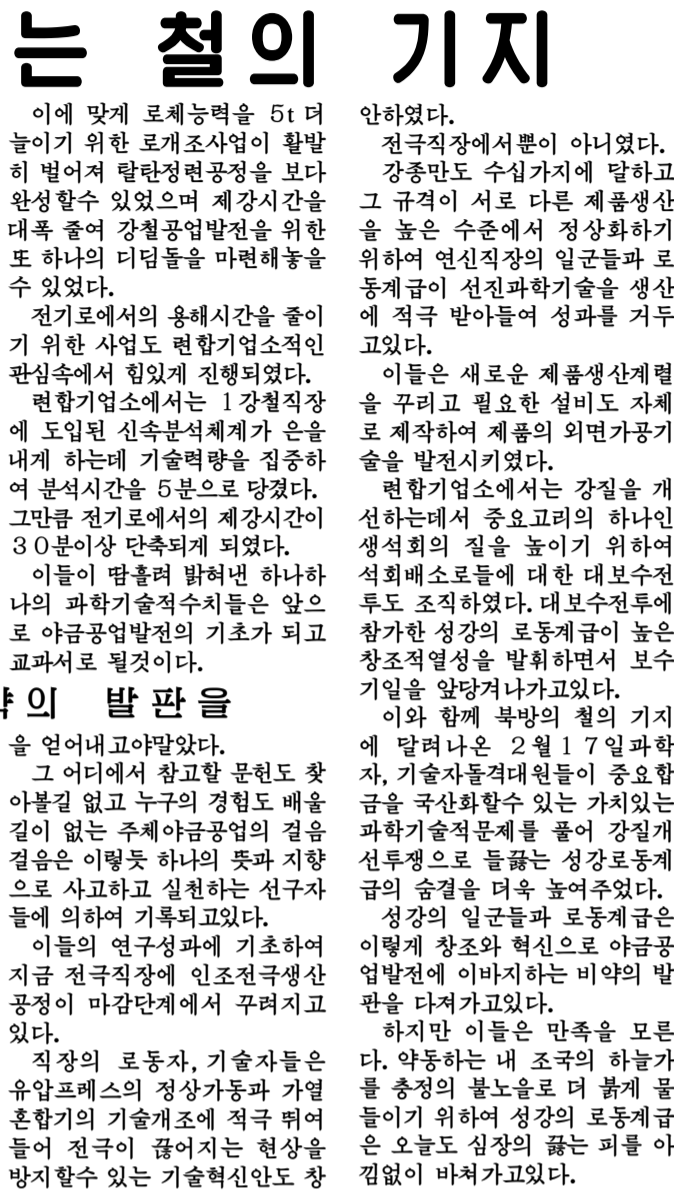 는 철의 기지
이에 맞게 로체능력을 5t 더
늘이기 위한 로개조사업이 활발
히 벌어져 탈탄정련공정을 보다
완성할수 있었으며 제강시간을
대폭 줄여 강철공업발전을 위한
또 하나의 디딤돌을 마련해놓을
수 있었다.
전기로에서의 용해시간을 줄이
기 위한 사업도 련합기업소적인
관심속에서 힘있게 진행되였다.
련합기업소에서는 1강철직장
에 도입된 신속분석체계가 은을
내게 하는데 기술력량을 집중하
여 분석시간을 5분으로 당겼다.
그만큼 전기로에서의 제강시간이
30분이상 단축되게 되였다.
이들이 땀흘려 밝혀낸 하나하
나의 과학기술적수치들은 앞으
로 야금공업발전의 기초가 되고
교과서로 될것이다.
약의 발판을
을 얻어내고야말았다.
그 어디에서 참고할 문헌도 찾
아볼길 없고 누구의 경험도 배울
길이 없는 주체야금공업의 걸음
걸음은 이렇듯 하나의 뜻과 지향
으로 사고하고 실천하는 선구자
들에 의하여 기록되고있다.
이들의 연구성과에 기초하여
지금 전극직장에 인조전극생산
공정이 마감단계에서 꾸려지고
있다.
직장의 로동자, 기술자들은
유압프레스의 정상가동과 가열
혼합기의 기술개조에 적극 뛰여
들어 전극이 끊어지는 현상을
방지할수 있는 기술혁신안도 창
안하였다.
전극직장에서뿐이 아니였다.
강종만도 수십가지에 달하고
그 규격이 서로 다른 제품생산
을 높은 수준에서 정상화하기
위하여 연신직장의 일군들과 로
동계급이 선진과학기술을 생산
에 적극 받아들여 성과를 거두
고있다.
이들은 새로운 제품생산계렬
을 꾸리고 필요한 설비도 자체
로 제작하여 제품의 외면가공기
술을 발전시키였다.
련합기업소에서는 강질을 개
선하는데서 중요고리의 하나인
생석회의 질을 높이기 위하여
석회배소로들에 대한 대보수전
투도 조직하였다. 대보수전투에
참가한 성강의 로동계급이 높은
창조적열성을 발휘하면서 보수
기일을 앞당겨나가고있다.
이와 함께 북방의 철의 기지
에 달려나온 2월17일과학
자, 기술자돌격대원들이 중요합
금을 국산화할수 있는 가치있는
과학기술적문제를 풀어 강질개
선투쟁으로 들끓는 성강로동계
급의 숨결을 더욱 높여주었다.
성강의 일군들과 로동계급은
이렇게 창조와 혁신으로 야금공
업발전에 이바지하는 비약의 발
판을 다져가고있다.
하지만 이들은 만족을 모른
다. 약동하는 내 조국의 하늘가
를 충정의 불노을로 더 붉게 물
들이기 위하여 성강의 로동계급
은 오늘도 심장의 끓는 피를 아
낌없이 바쳐가고있다.